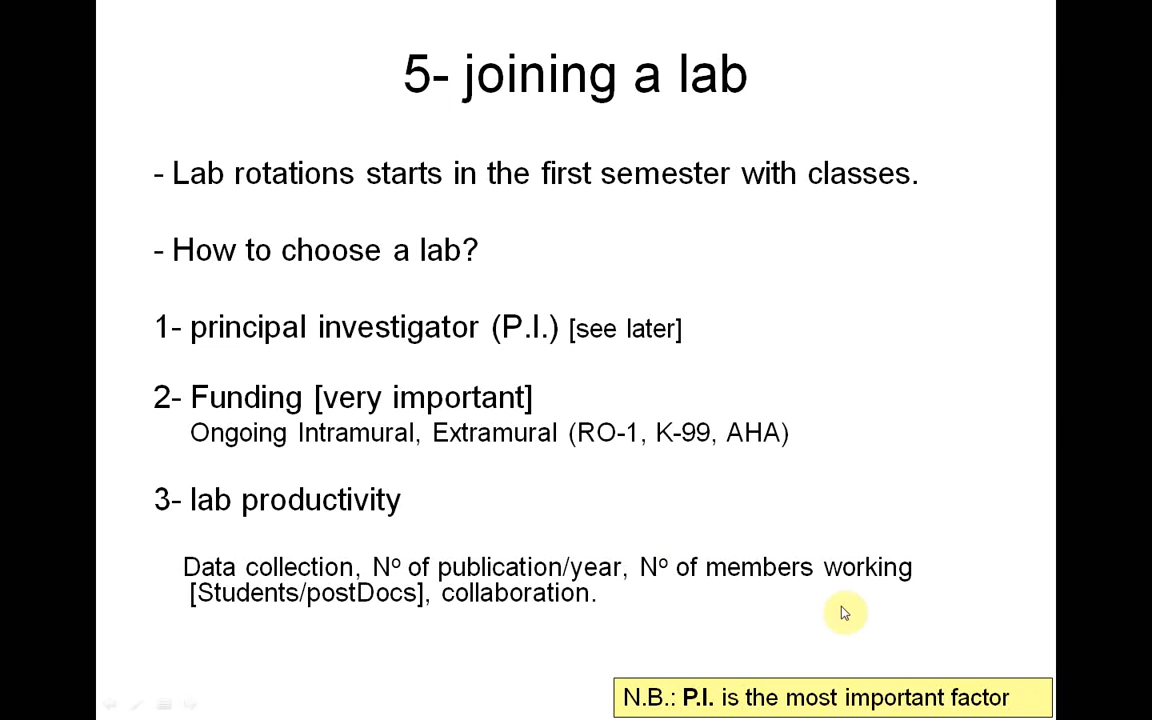 5- joining a lab
- Lab rotations starts in the first semester with classes.
- How to choose a lab?
1- principal investigator (P.I.) [see later]
2- Funding [very important]
Ongoing Intramural, Extramural (RO-1, K-99, AHA)
3- lab productivity
Data collection, Nº of publication/year, Nº of members working
[Students/postDocs], collaboration.
N.B.: P.I. is the most important factor